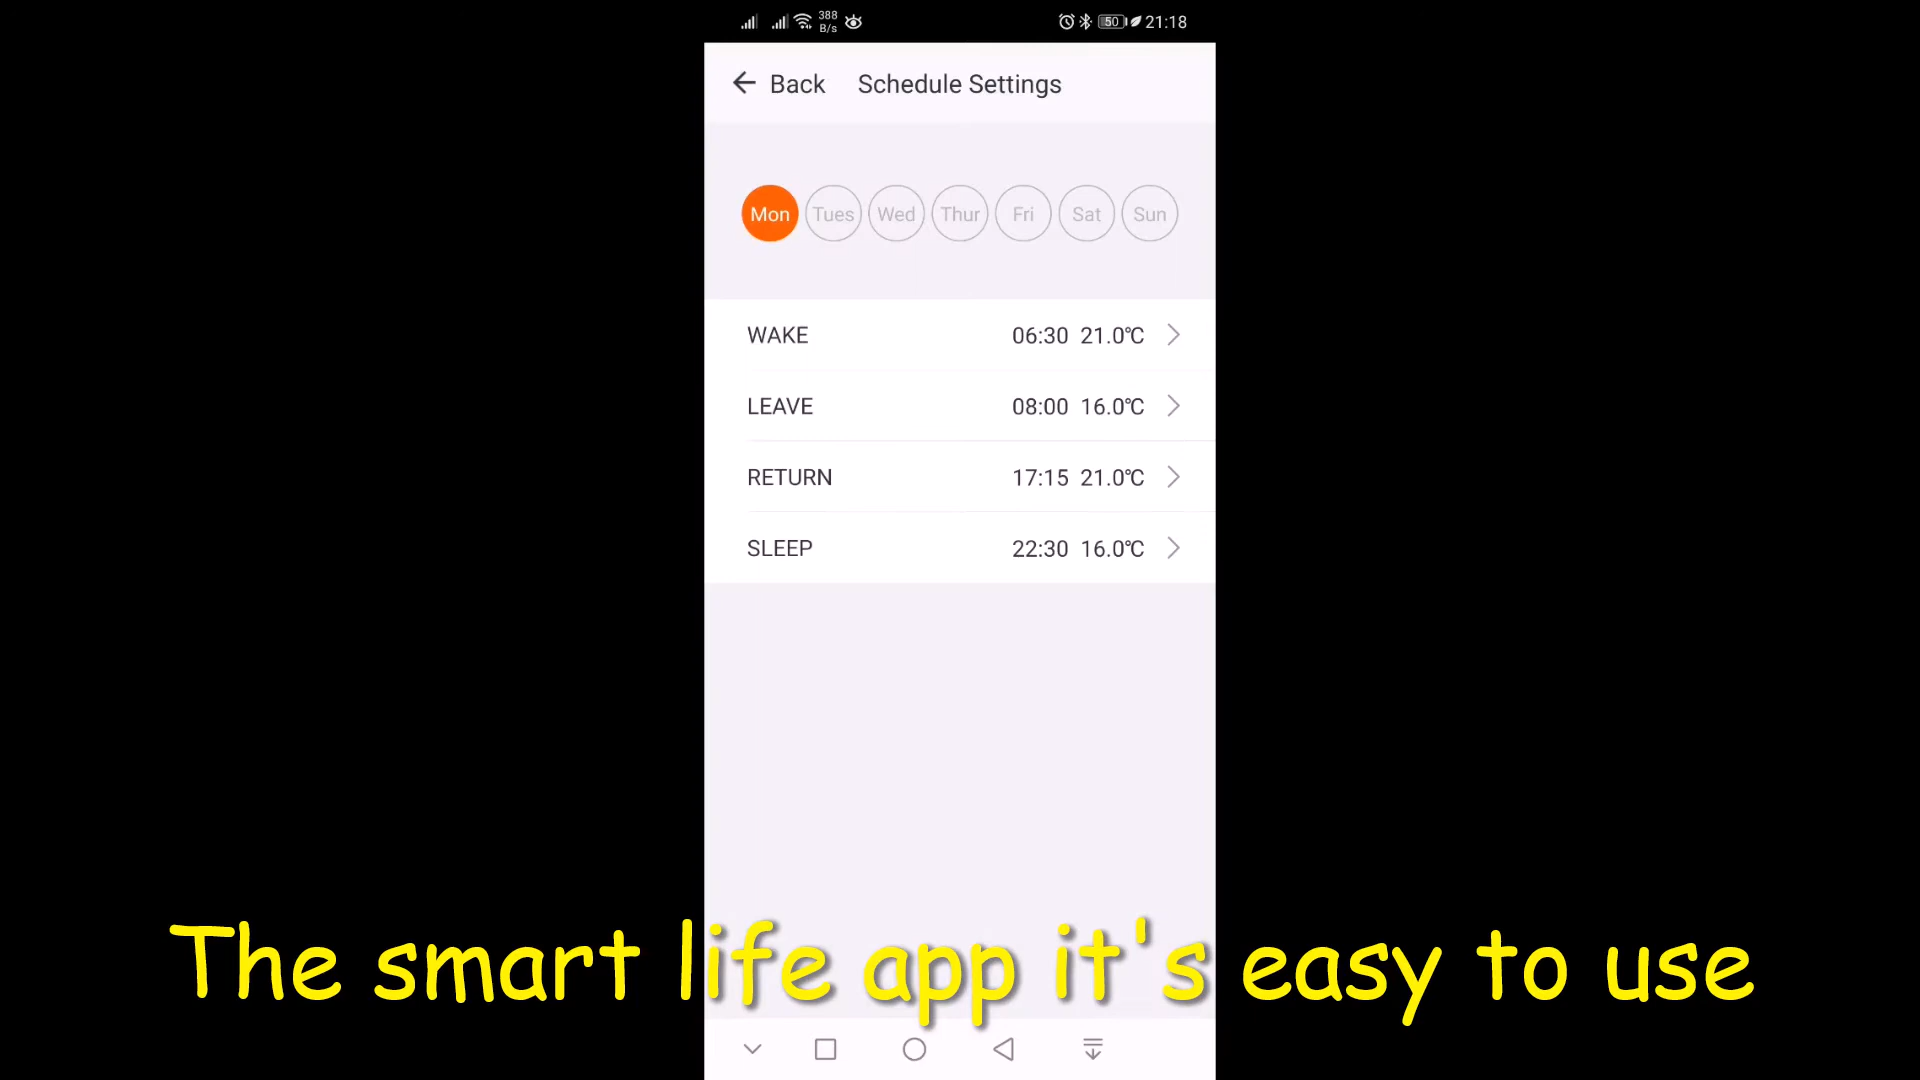 388 B/s 50 21:18
Back Schedule Settings
Mon Tues Wed Thur Fri Sat Sun
WAKE 06:30 21.0℃
LEAVE 08:00 16.0℃
RETURN 17:15 21.0℃
SLEEP 22:30 16.0℃
The smart life app it's easy to use